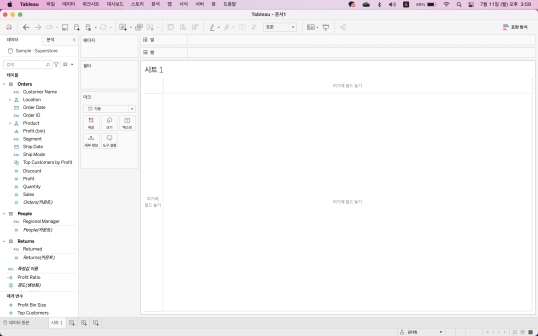 Tableau 파일 데이터 워크시트 대시보드 스토리 분석 맵 서식 서버 창 도움말
7월 11일 (월) 오후 3:59
Tableau - 문서1
표준
표현 방식
데이터 분석
Sample - Superstore
검색
테이블
Orders
Customer Name
Location
Order Date
Order ID
Product
Profit (bin)
Segment
Ship Date
Ship Mode
Top Customers by Profit
Discount
Profit
Quantity
Sales
Orders(카운트)
People
Regional Manager
People(카운트)
Returns
Returned
Returns(카운트)
측정값 이름
Profit Ratio
매개 변수
Profit Bin Size
Top Customers
페이지
필터
마크
자동
색상 크기 텍스트
세부 정보 도구 설명
열
행
시트 1
여기에 필드 놓기
여기에
필드 놓기
여기에 필드 놓기
데이터 원본 시트 1